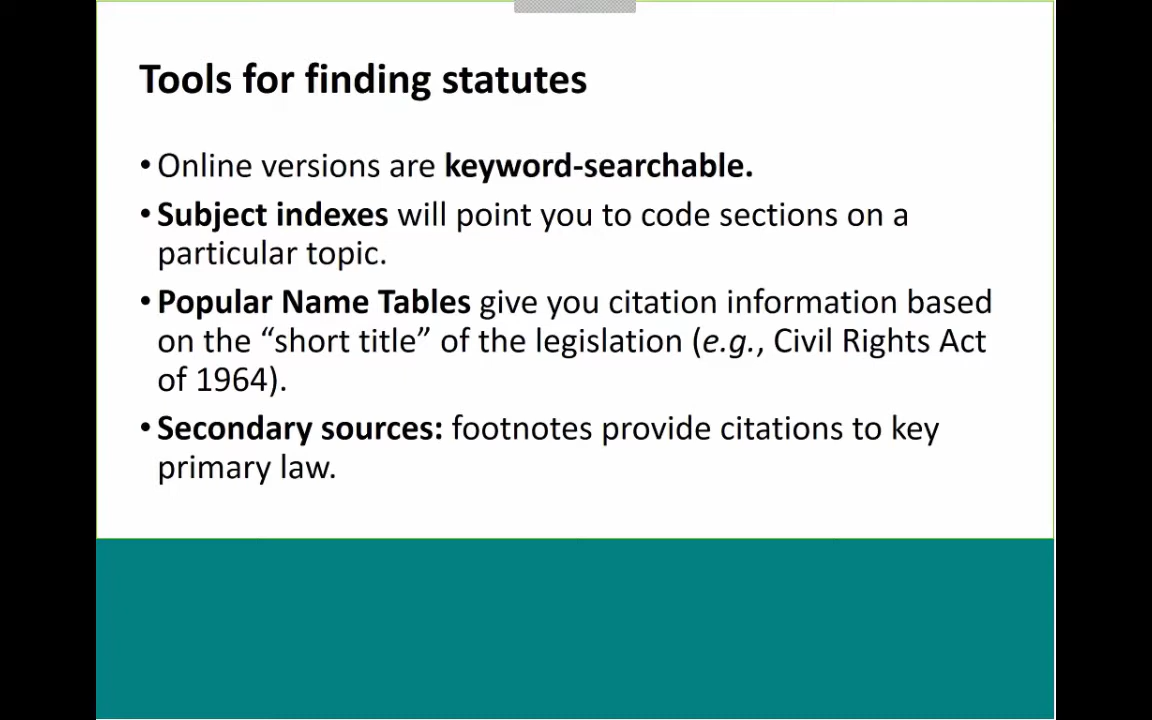 Tools for finding statutes
• Online versions are keyword-searchable.
• Subject indexes will point you to code sections on a
particular topic.
• Popular Name Tables give you citation information based
on the “short title” of the legislation (e.g., Civil Rights Act
of 1964).
• Secondary sources: footnotes provide citations to key
primary law.